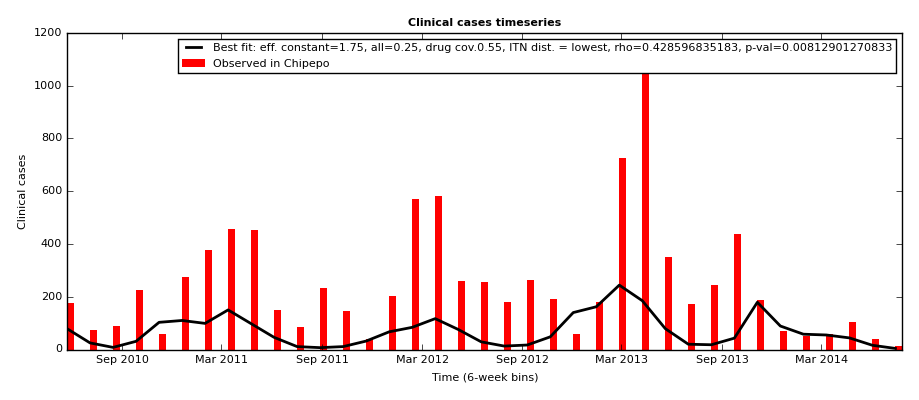 Clinical cases timeseries
Best fit: eff. constant=1.75, all=0.25, drug cov.0.55, ITN dist. = lowest, rho=0.428596835183, p-val=0.00812901270833
Observed in Chipepo
1200
1000
800
600
400
200
0
Clinical cases
Sep 2010 Mar 2011 Sep 2011 Mar 2012 Sep 2012 Mar 2013 Sep 2013 Mar 2014
Time (6-week bins)